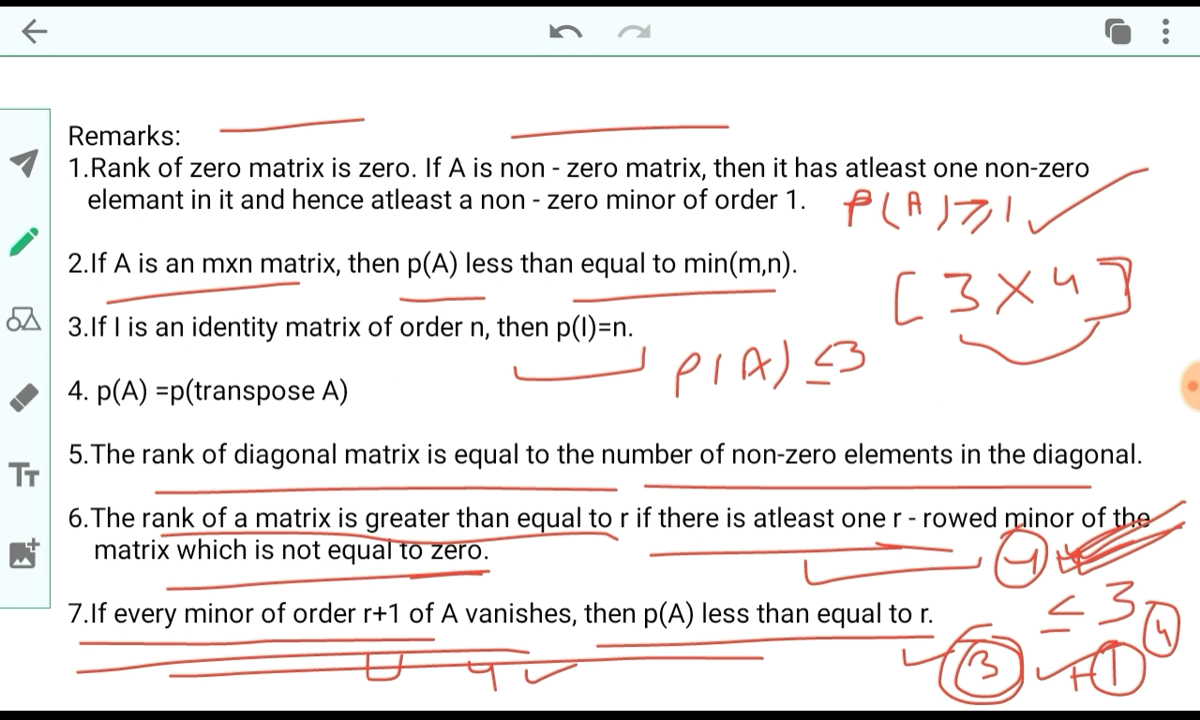 Remarks:
1.Rank of zero matrix is zero. If A is non - zero matrix, then it has atleast one non-zero
elemant in it and hence atleast a non - zero minor of order 1.
P(A)⩾1
2.If A is an mxn matrix, then p(A) less than equal to min(m,n).
[3×4]
3.If I is an identity matrix of order n, then p(I)=n.
P(A)≤3
4. p(A) =p(transpose A)
5.The rank of diagonal matrix is equal to the number of non-zero elements in the diagonal.
6.The rank of a matrix is greater than equal to r if there is atleast one r - rowed minor of the
matrix which is not equal to zero.
4
7.If every minor of order r+1 of A vanishes, then p(A) less than equal to r.
≤3
4
3 +1
4
TT